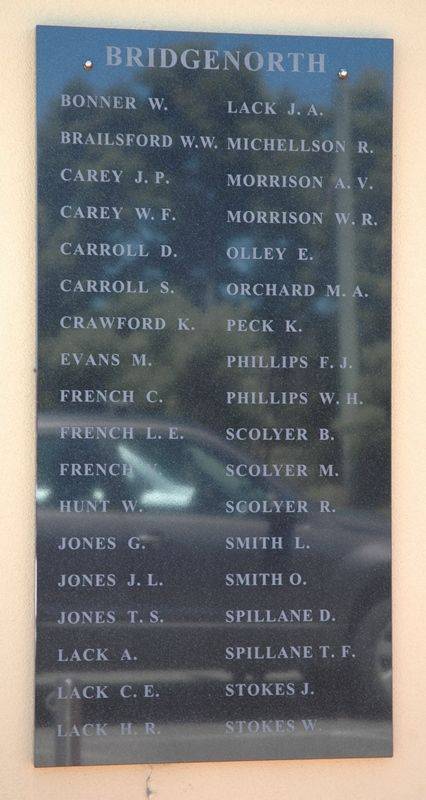 BRIDGENORTH
BONNER W.
BRAILSFORD W.W.
CAREY J. P.
CAREY W. F.
CARROLL D.
CARROLL S.
CRAWFORD K.
EVANS M.
FRENCH C.
FRENCH L. E.
FRENCH
HUNT W.
JONES G.
JONES J. L.
JONES T. S.
LACK A.
LACK C. E.
LACK H. R.
LACK J. A.
MICHELLSON R.
MORRISON A. V.
MORRISON W. R.
OLLEY E.
ORCHARD M. A.
PECK K.
PHILLIPS F. J.
PHILLIPS W. H.
SCOLYER B.
SCOLYER M.
SCOLYER R.
SMITH L.
SMITH O.
SPILLANE D.
SPILLANE T. F.
STOKES J.
STOKES W.